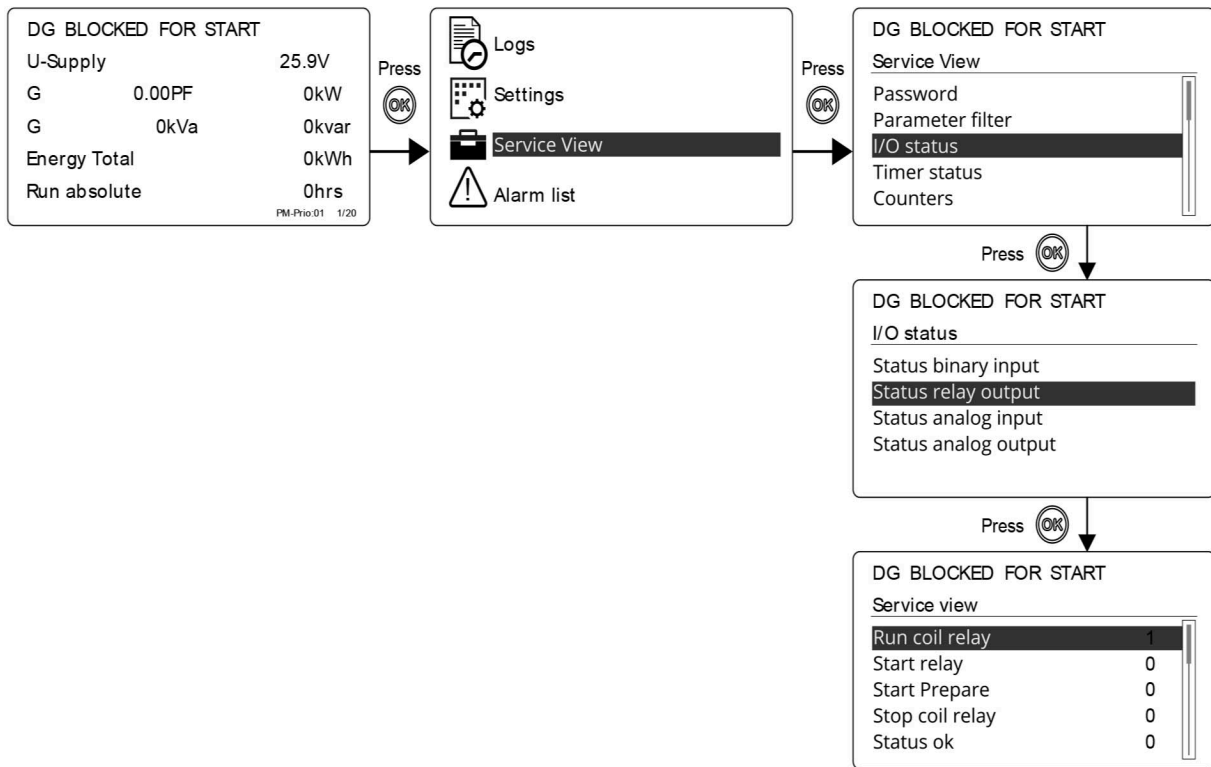 DG BLOCKED FOR START
U-Supply 25.9V
G 0.00PF 0kW
G 0kVa 0kvar
Energy Total 0kWh
Run absolute 0hrs
PM-Prio:01 1/20
Press
OK
Logs
Settings
Service View
Alarm list
Press
OK
DG BLOCKED FOR START
Service View
Password
Parameter filter
I/O status
Timer status
Counters
Press OK
DG BLOCKED FOR START
I/O status
Status binary input
Status relay output
Status analog input
Status analog output
Press OK
DG BLOCKED FOR START
Service view
Run coil relay 1
Start relay 0
Start Prepare 0
Stop coil relay 0
Status ok 0